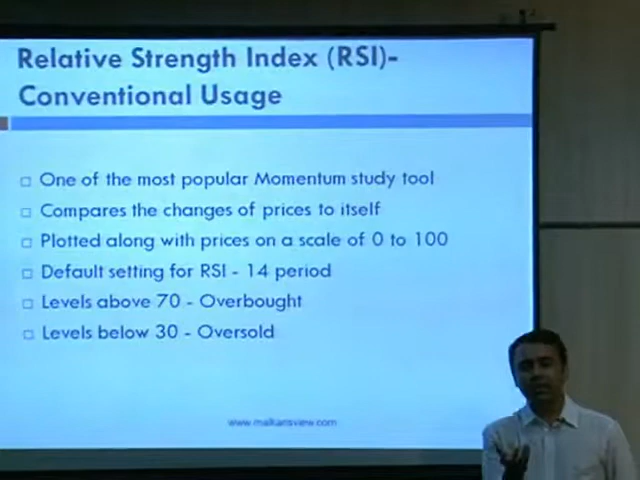 Relative Strength Index (RSI)-
Conventional Usage
One of the most popular Momentum study tool
Compares the changes of prices to itself
Plotted along with prices on a scale of 0 to 100
Default setting for RSI - 14 period
Levels above 70 - Overbought
Levels below 30 - Oversold
www.malkansview.com